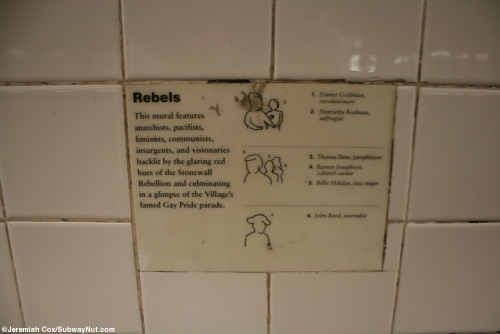 Rebels
This mural features
anarchists, pacifists,
feminists, communists,
insurgents, and visionaries
backlit by the glaring red
hues of the Stonewall
Rebellion and culminating
in a glimpse of the Village's
famed Gay Pride parade.
1. Emma Goldman,
revolutionary
2. Henrietta Rodman,
suffragist
3. Thomas Paine, pamphleteer
4. Barney Josephson,
cabaret owner
5. Billie Holiday, jazz singer
6. John Reed, journalist
©Jeremiah Cox/SubwayNut.com